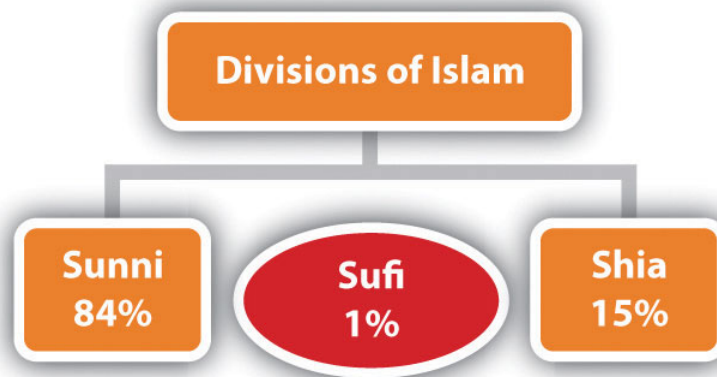 Divisions of Islam
Sunni
84%
Sufi
1%
Shia
15%